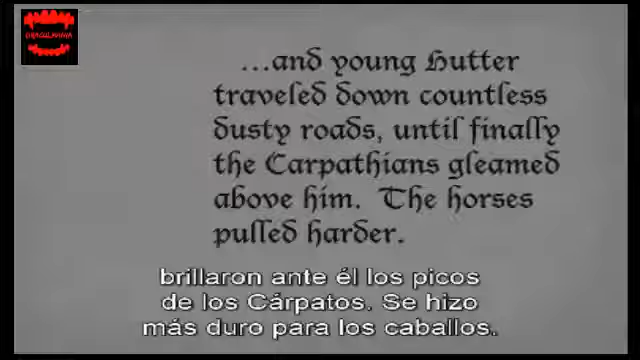 DRACULMANIA
...and young Hutter
traveled down countless
dusty roads, until finally
the Carpathians gleamed
above him. The horses
pulled harder.
brillaron ante él los picos
de los Cárpatos. Se hizo
más duro para los caballos.